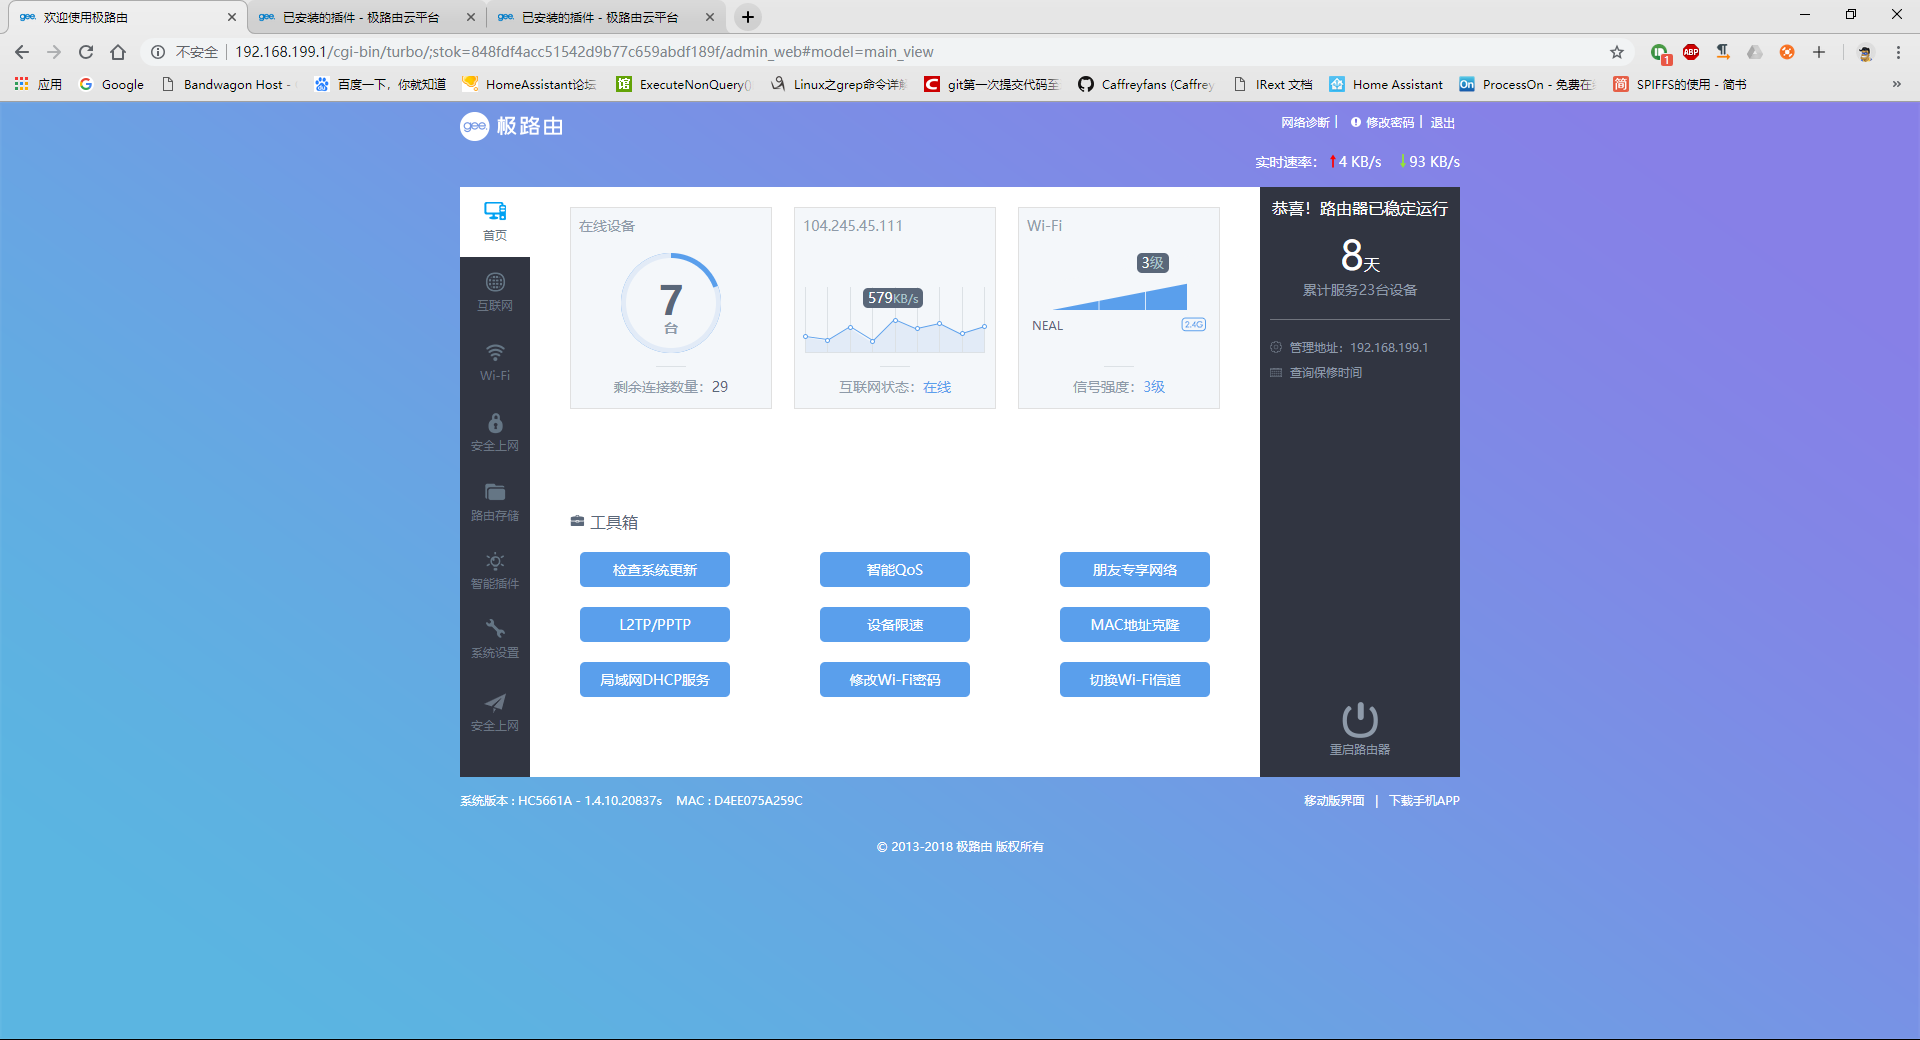 gee. 欢迎使用极路由
gee. 已安装的插件 - 极路由云平台
gee. 已安装的插件 - 极路由云平台
不安全 192.168.199.1/cgi-bin/turbo/;stok=848fdf4acc51542d9b77c659abdf189f/admin_web#model=main_view
1 ABP
应用 Google Bandwagon Host - 百度一下，你就知道 HomeAssistant论坛 馆 ExecuteNonQuery() Linux之grep命令详 C git第一次提交代码至 Caffreyfans (Caffrey IRext 文档 Home Assistant On ProcessOn - 免费在 简 SPIFFS的使用 - 简书 »
gee. 极路由
网络诊断 | 修改密码 | 退出
实时速率： 4 KB/s 93 KB/s
首页
互联网
Wi-Fi
安全上网
路由存储
智能插件
系统设置
安全上网
在线设备
7
台
剩余连接数量：29
104.245.45.111
579KB/s
互联网状态：在线
Wi-Fi
3级
NEAL 2.4G
信号强度：3级
工具箱
检查系统更新 智能QoS 朋友专享网络
L2TP/PPTP 设备限速 MAC地址克隆
局域网DHCP服务 修改Wi-Fi密码 切换Wi-Fi信道
恭喜！路由器已稳定运行
8天
累计服务23台设备
管理地址：192.168.199.1
查询保修时间
重启路由器
系统版本 : HC5661A - 1.4.10.20837s MAC : D4EE075A259C
移动版界面 | 下载手机APP
© 2013-2018 极路由 版权所有